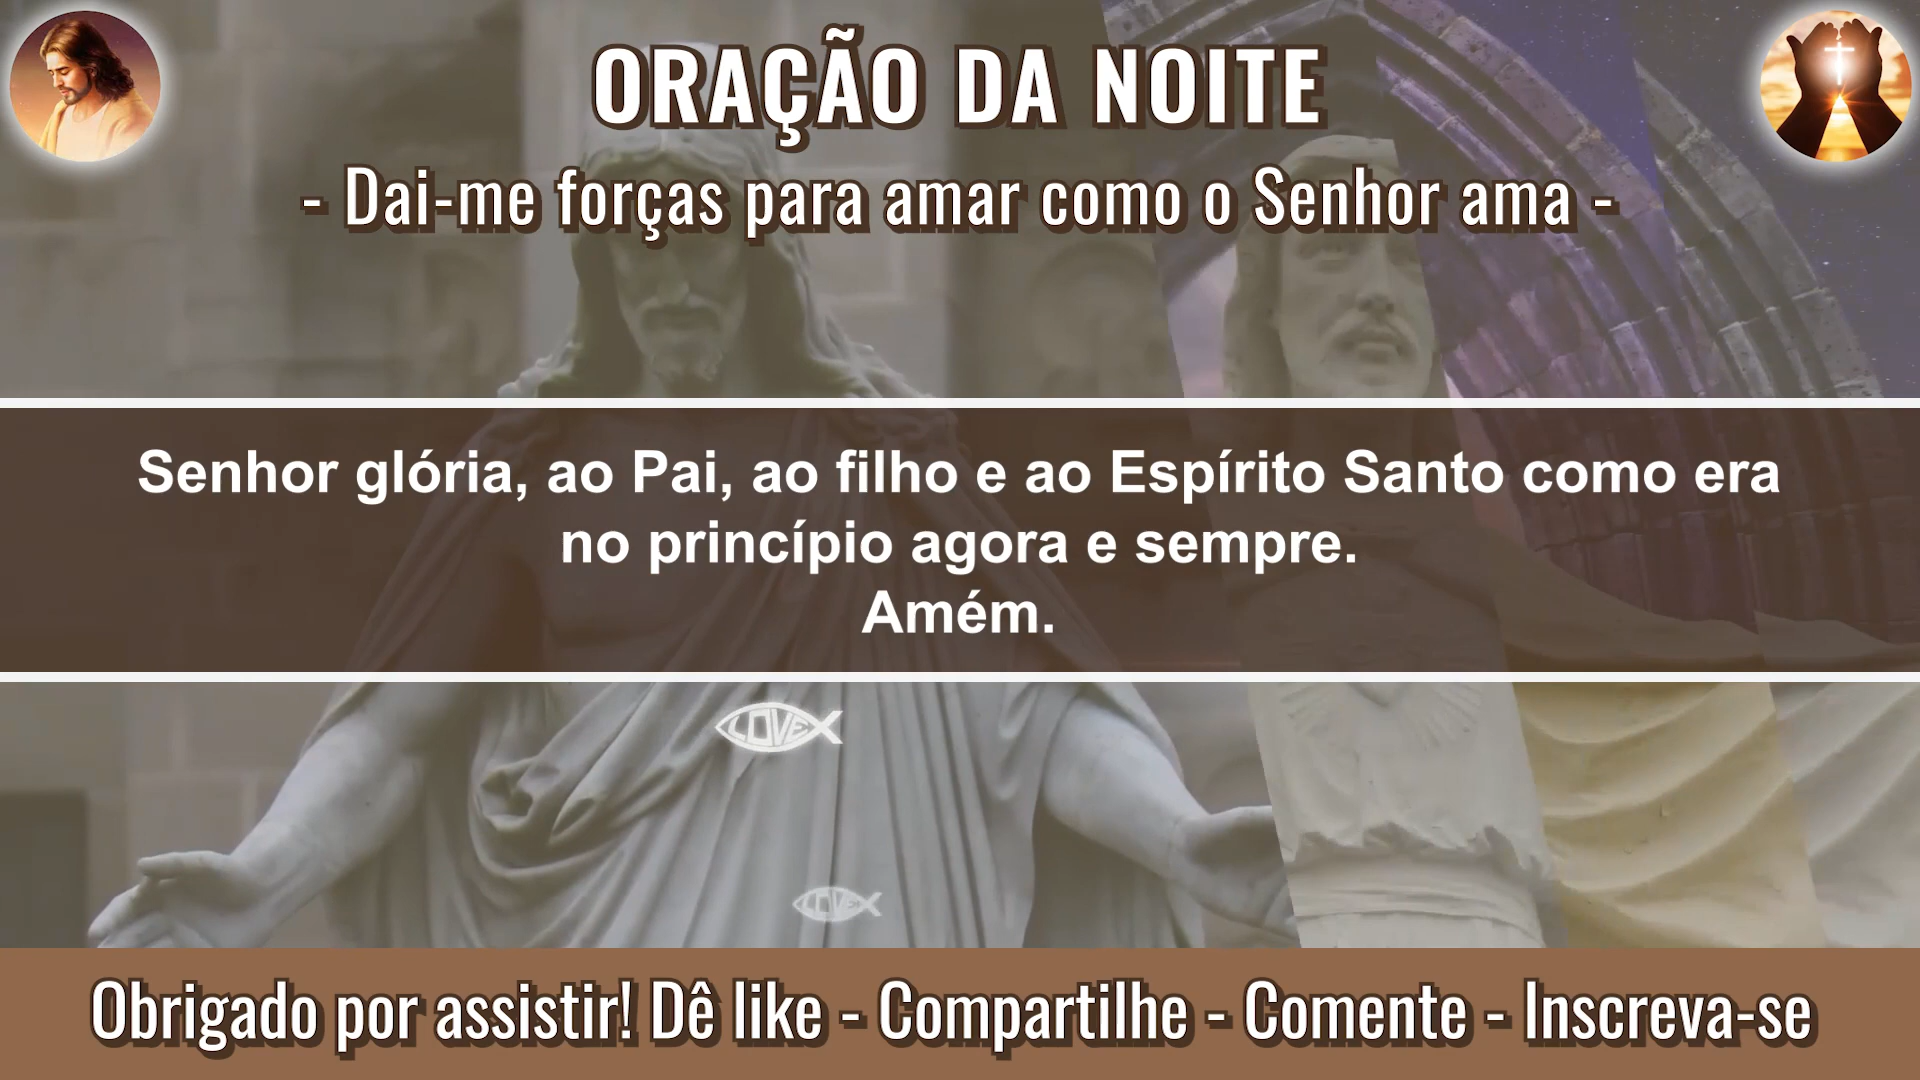 ORAÇÃO DA NOITE
- Dai-me forças para amar como o Senhor ama -
Senhor glória, ao Pai, ao filho e ao Espírito Santo como era
no princípio agora e sempre.
Amém.
LOVE
LOVE
Obrigado por assistir! Dê like - Compartilhe - Comente - Inscreva-se